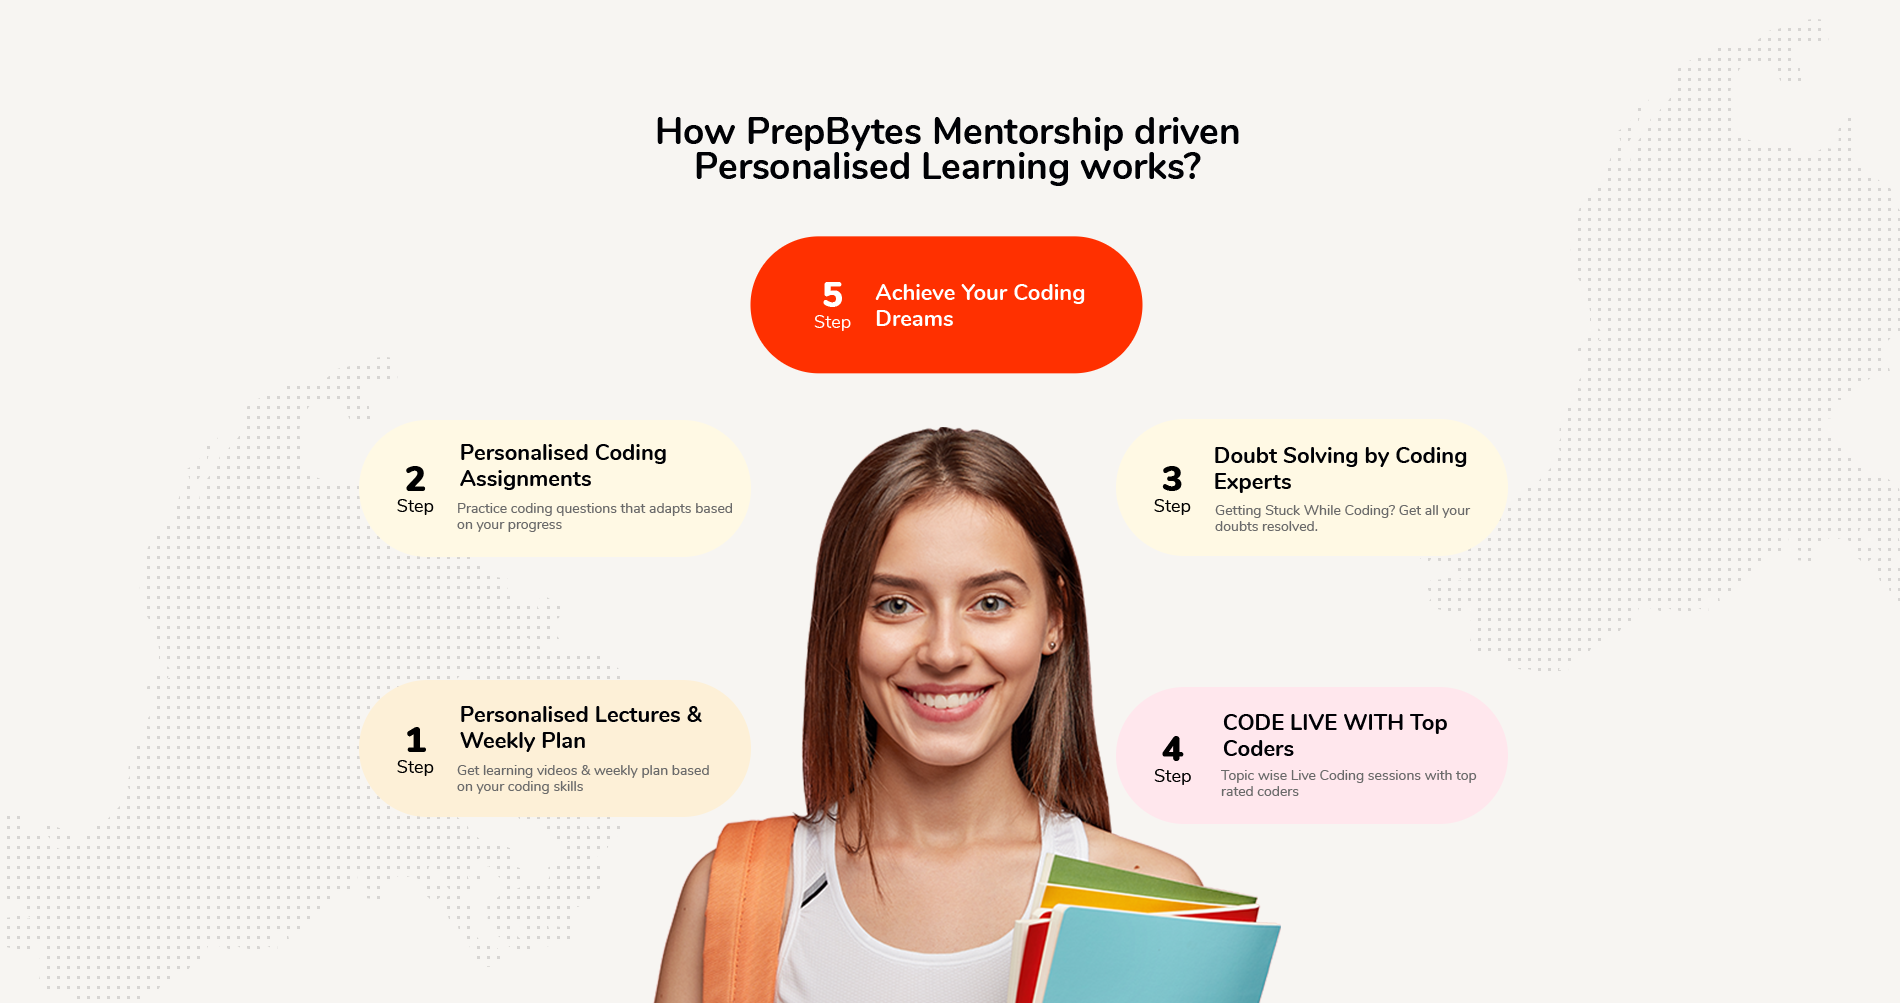 How PrepBytes Mentorship driven
Personalised Learning works?
5
Step
Achieve Your Coding
Dreams
2
Step
Personalised Coding
Assignments
Practice coding questions that adapts based
on your progress
3
Step
Doubt Solving by Coding
Experts
Getting Stuck While Coding? Get all your
doubts resolved.
1
Step
Personalised Lectures &
Weekly Plan
Get learning videos & weekly plan based
on your coding skills
4
Step
CODE LIVE WITH Top
Coders
Topic wise Live Coding sessions with top
rated coders